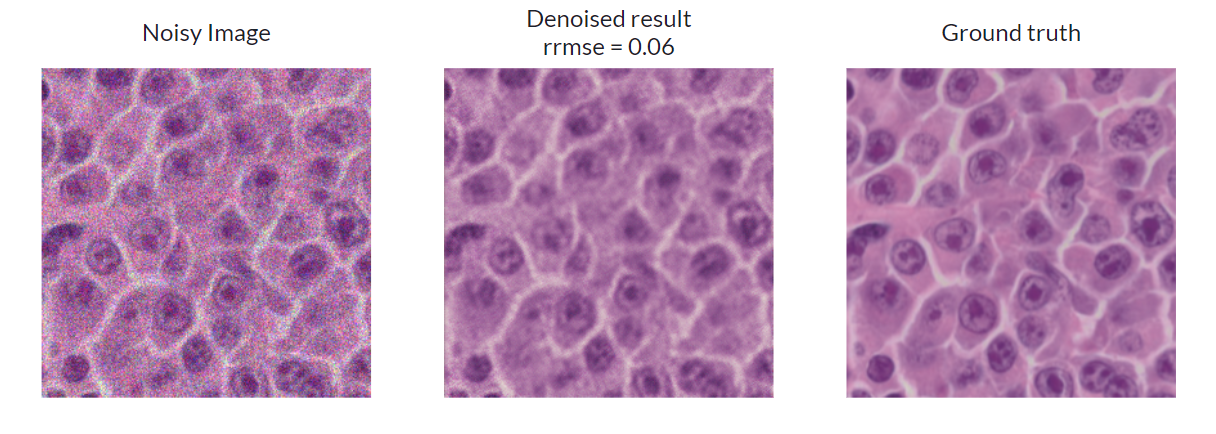 Noisy Image
Denoised result
rrmse = 0.06
Ground truth